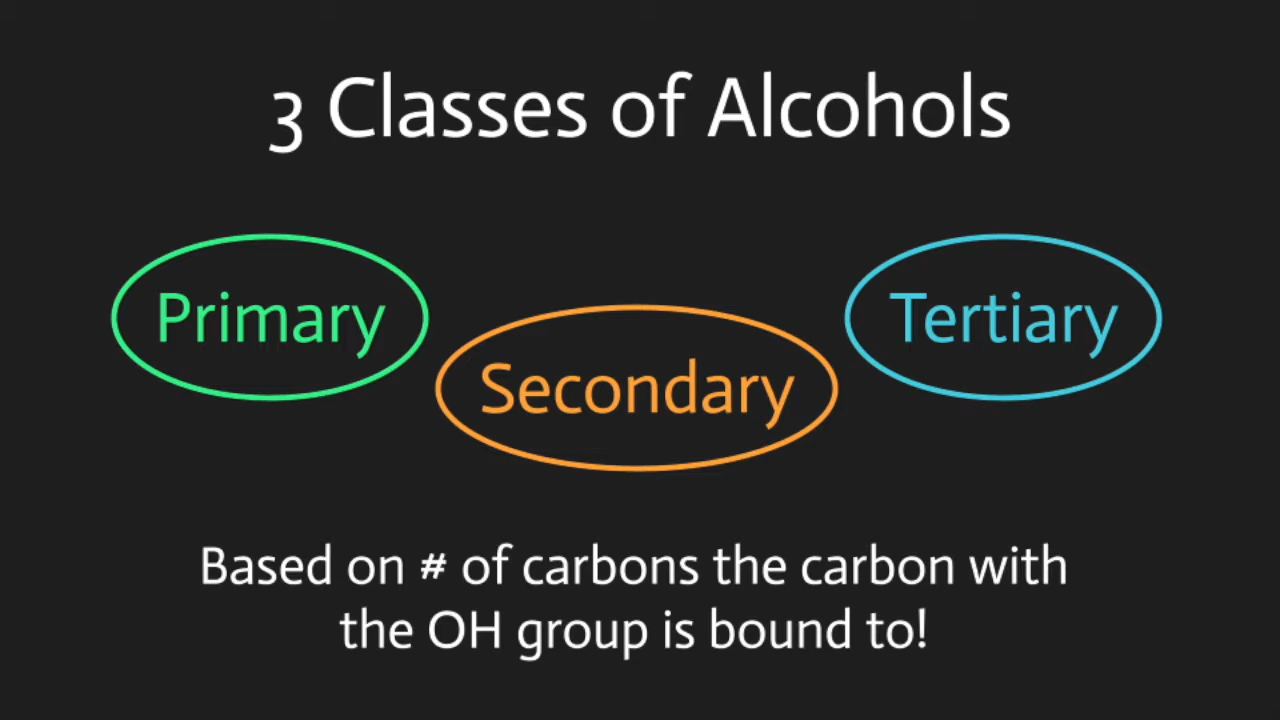 3 Classes of Alcohols
Primary
Secondary
Tertiary
Based on # of carbons the carbon with
the OH group is bound to!